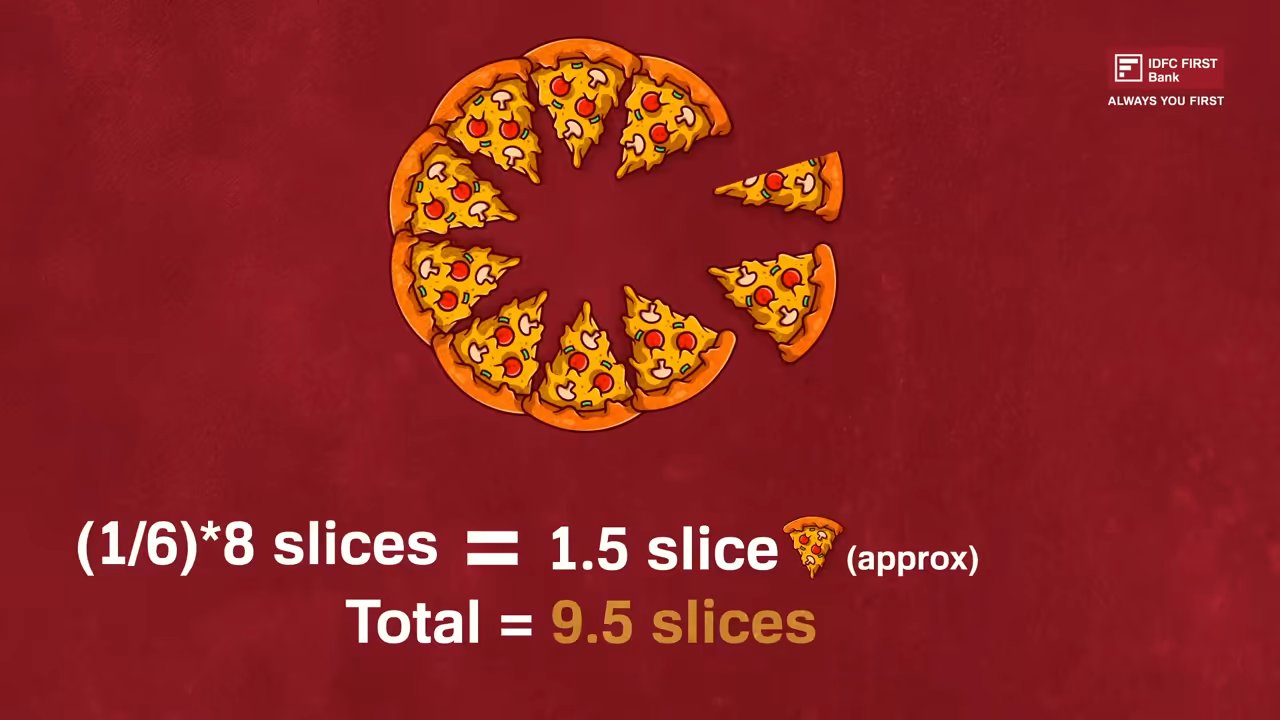 IDFC FIRST
Bank
ALWAYS YOU FIRST
(1/6)*8 slices = 1.5 slice (approx)
Total = 9.5 slices